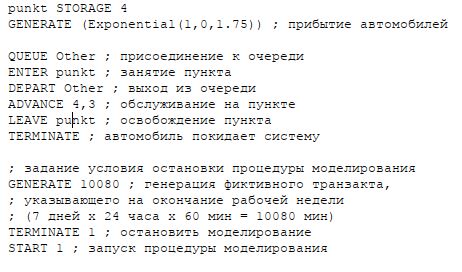 punkt STORAGE 4
GENERATE (Exponential(1,0,1.75)) ; прибытие автомобилей
QUEUE Other ; присоединение к очереди
ENTER punkt ; занятие пункта
DEPART Other ; выход из очереди
ADVANCE 4,3 ; обслуживание на пункте
LEAVE punkt ; освобождение пункта
TERMINATE ; автомобиль покидает систему
; задание условия остановки процедуры моделирования
GENERATE 10080 ; генерация фиктивного транзакта,
; указывающего на окончание рабочей недели
; (7 дней x 24 часа x 60 мин = 10080 мин)
TERMINATE 1 ; остановить моделирование
START 1 ; запуск процедуры моделирования